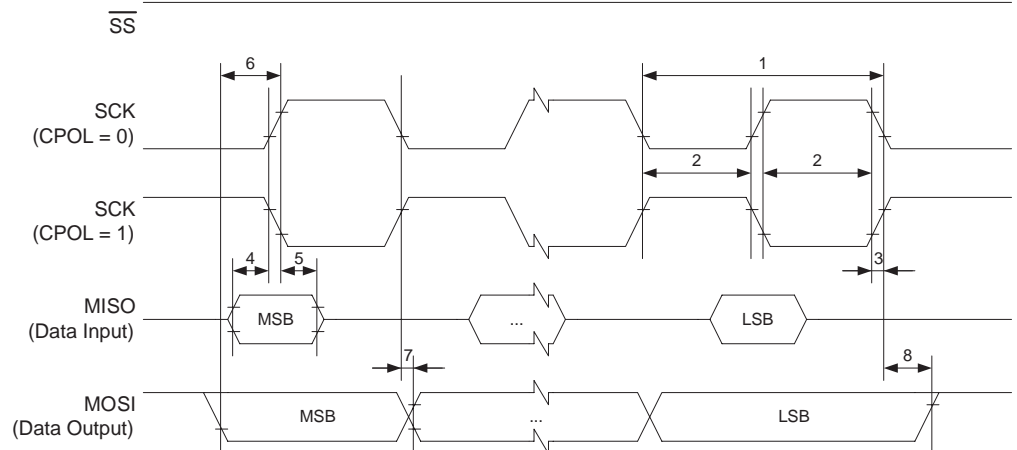 SS
6
1
SCK
(CPOL = 0)
2
2
SCK
(CPOL = 1)
4
5
3
MISO
(Data Input)
MSB
...
LSB
7
8
MOSI
(Data Output)
MSB
...
LSB